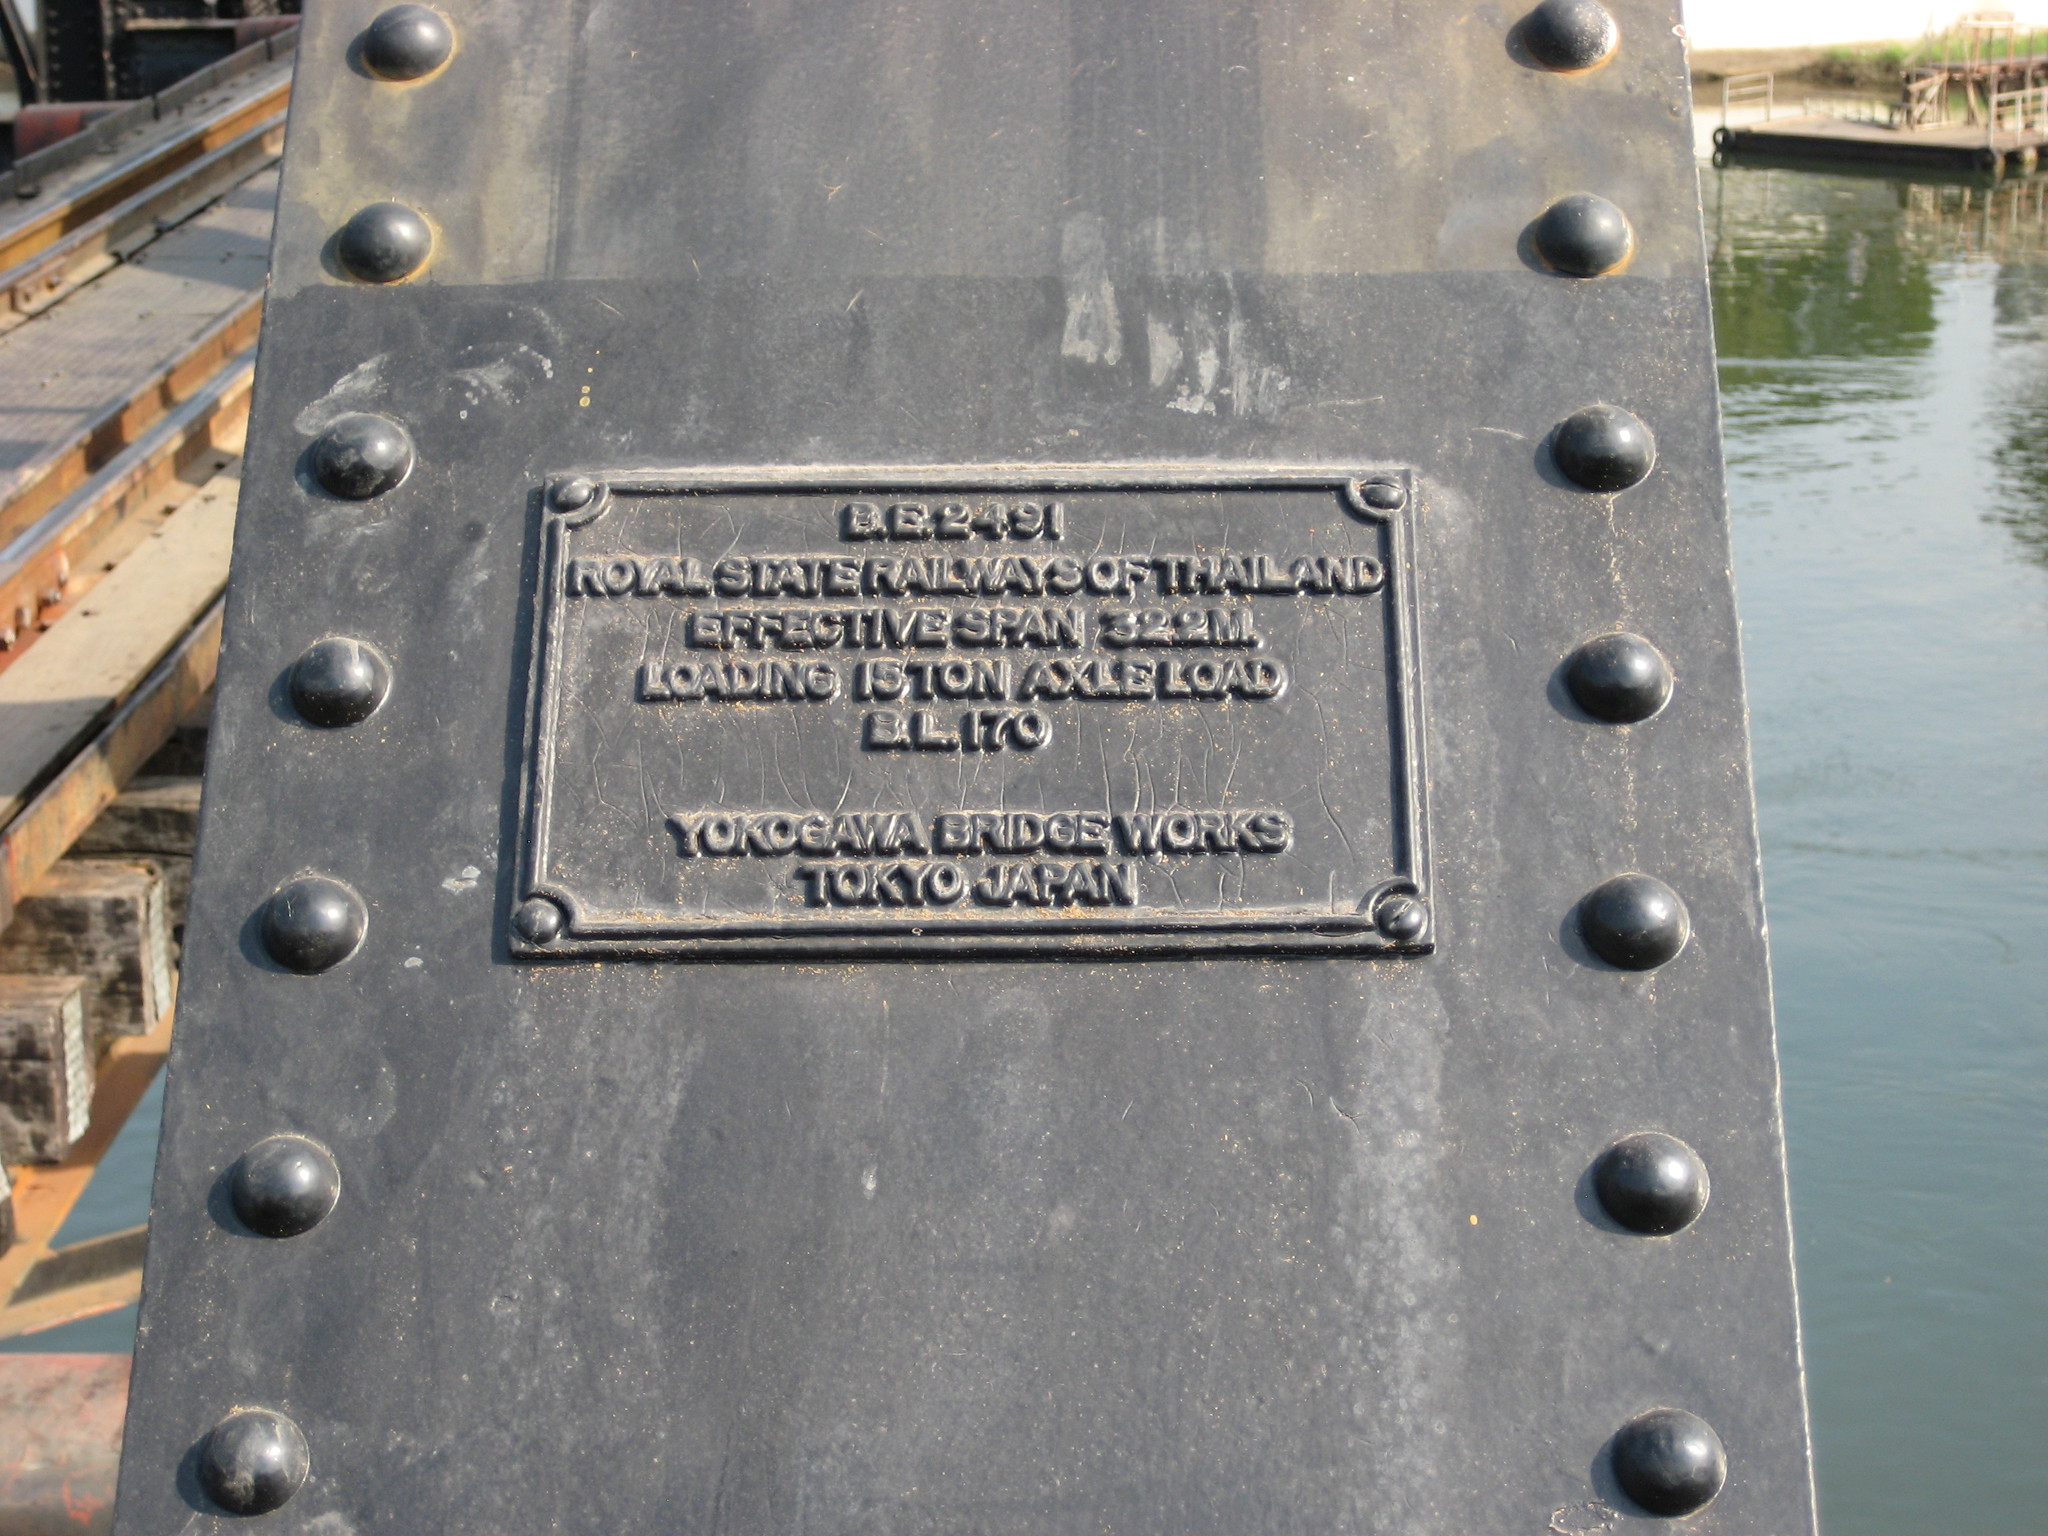 B.E.2491
ROYAL STATE RAILWAYS OF THAILAND
EFFECTIVE SPAN 32.2M.
LOADING 15 TON AXLE LOAD
B.L.170
YOKOGAWA BRIDGE WORKS
TOKYO JAPAN